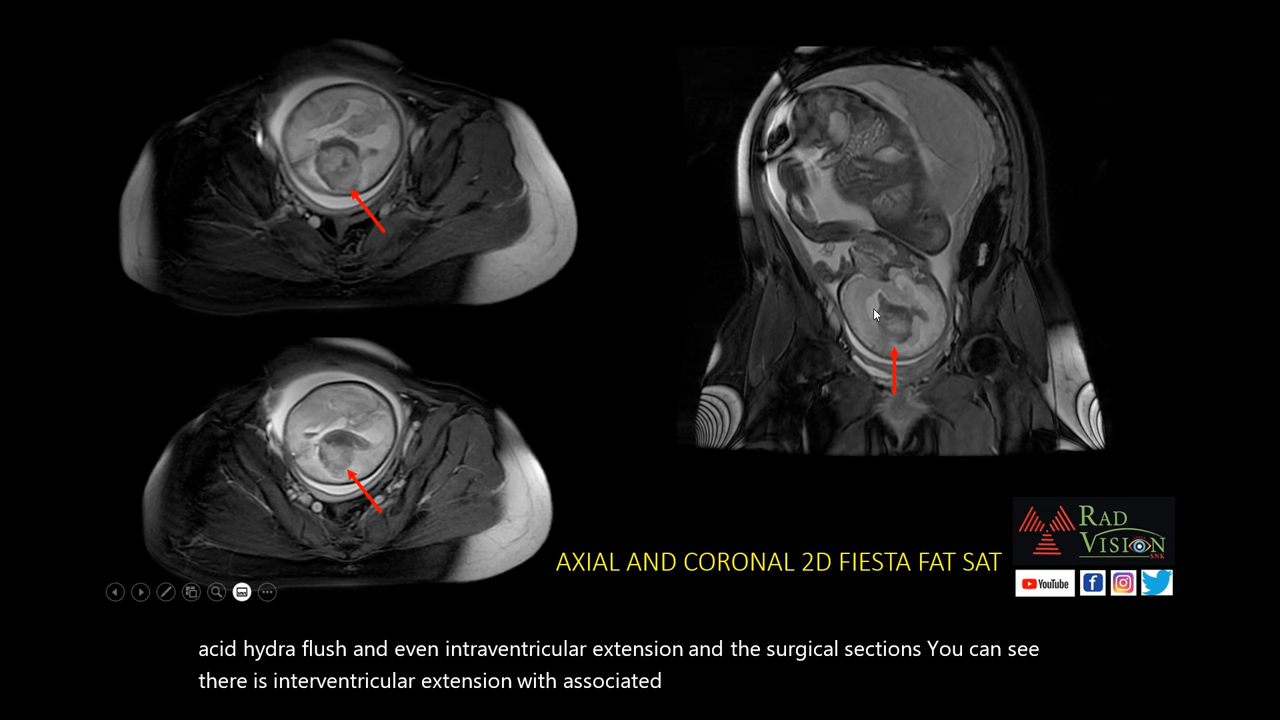 AXIAL AND CORONAL 2D FIESTA FAT SAT
RAD
VISION
SNK
YouTube
acid hydra flush and even intraventricular extension and the surgical sections You can see
there is interventricular extension with associated